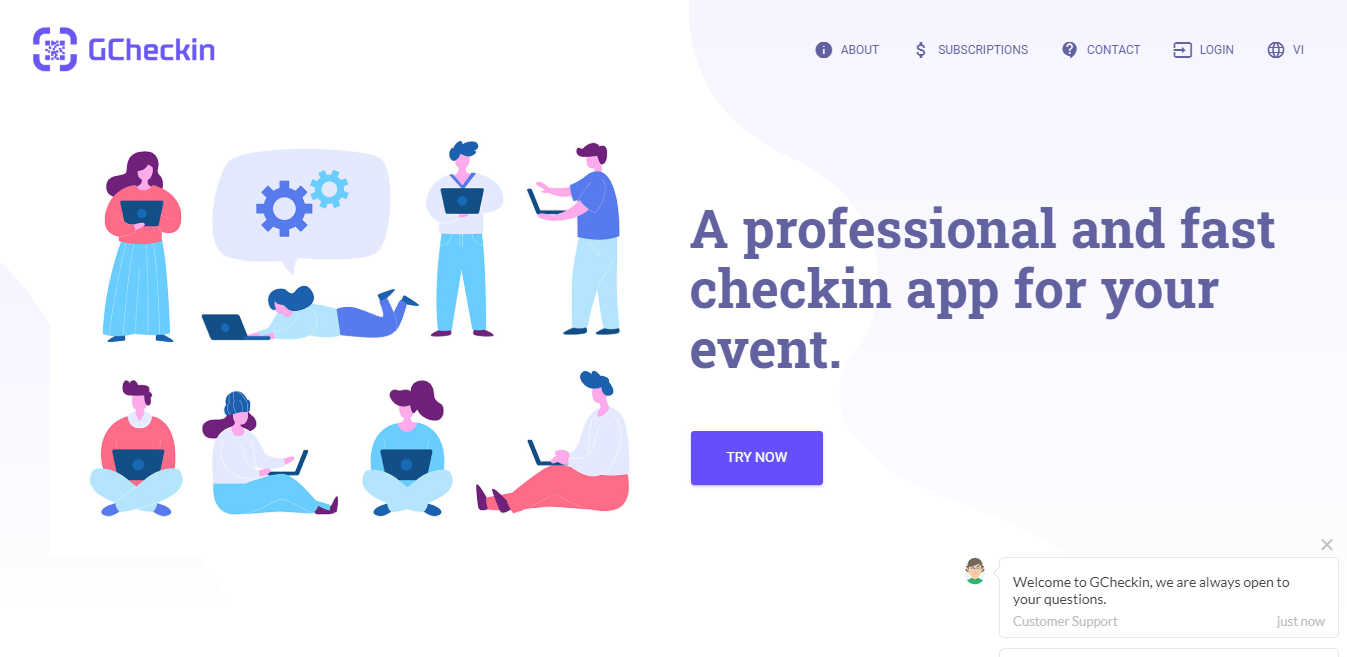 GCheckin
ABOUT
SUBSCRIPTIONS
CONTACT
LOGIN
VI
A professional and fast
checkin app for your
event.
TRY NOW
Welcome to GCheckin, we are always open to
your questions.
Customer Support
just now